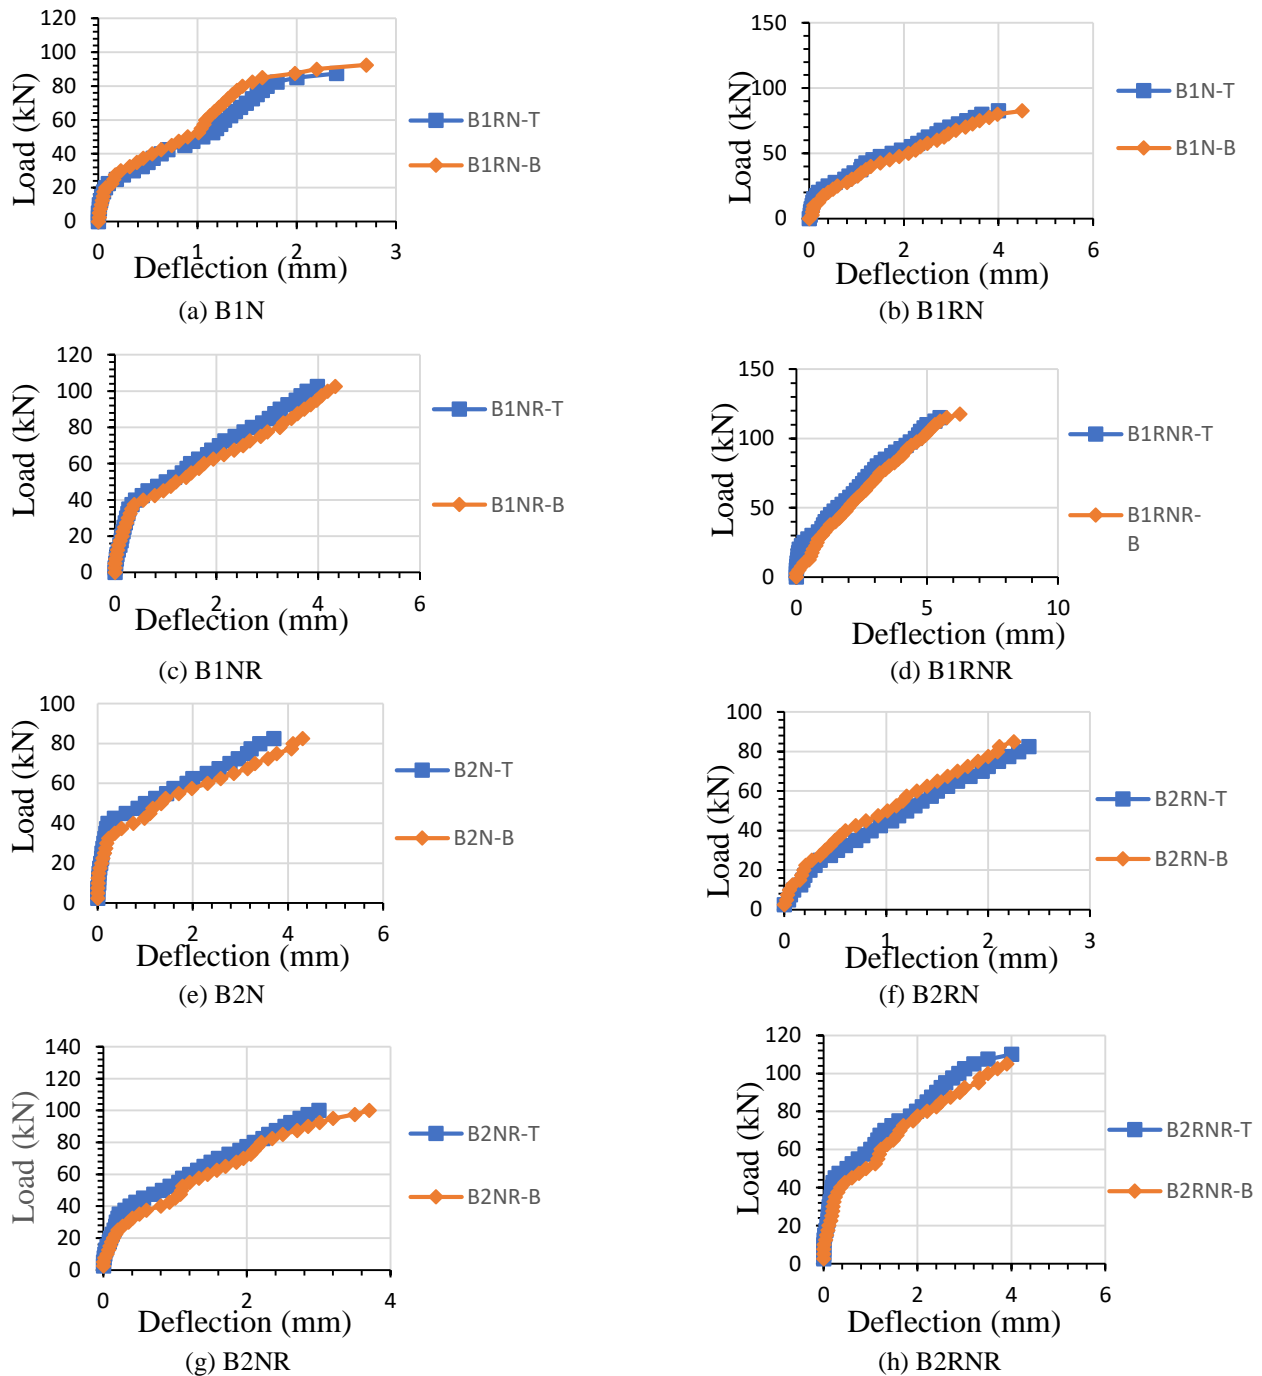 120
100
80
60
40
20
0
Load (kN)
0 1 2 3
Deflection (mm)
B1RN-T
B1RN-B
(a) B1N
150
100
50
0
Load (kN)
0 2 4 6
Deflection (mm)
B1N-T
B1N-B
(b) B1RN
120
100
80
60
40
20
0
Load (kN)
0 2 4 6
Deflection (mm)
B1NR-T
B1NR-B
(c) B1NR
150
100
50
0
Load (kN)
0 5 10
Deflection (mm)
B1RNR-T
B1RNR-
B
(d) B1RNR
100
80
60
40
20
0
Load (kN)
0 2 4 6
Deflection (mm)
B2N-T
B2N-B
(e) B2N
100
80
60
40
20
0
Load (kN)
0 1 2 3
Deflection (mm)
B2RN-T
B2RN-B
(f) B2RN
140
120
100
80
60
40
20
0
Load (kN)
0 2 4
Deflection (mm)
B2NR-T
B2NR-B
(g) B2NR
120
100
80
60
40
20
0
Load (kN)
0 2 4 6
Deflection (mm)
B2RNR-T
B2RNR-B
(h) B2RNR